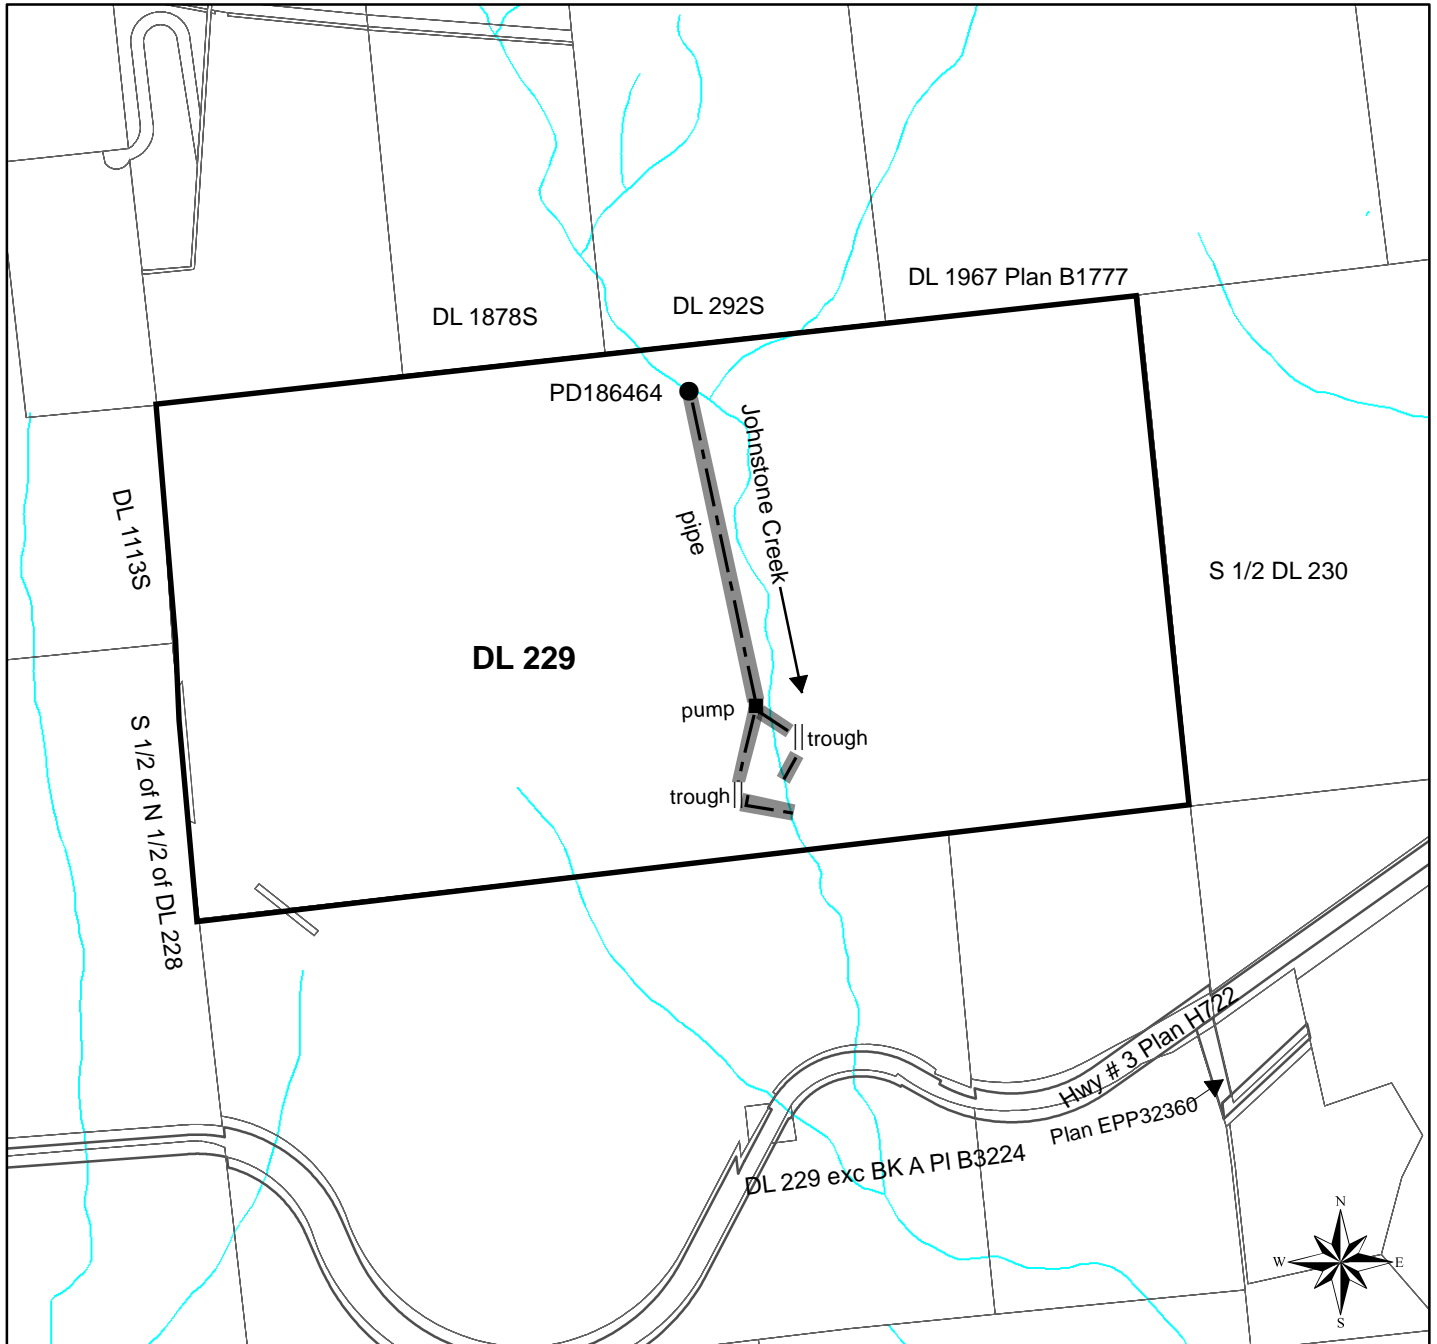 DL 1967 Plan B1777
DL 292S
DL 1878S
PD186464
Johnstone Creek
DL 1113S
pipe
S 1/2 DL 230
DL 229
pump
trough
trough
S 1/2 of N 1/2 of DL 228
Hwy # 3 Plan H722
Plan EPP32360
DL 229 exc BK A Pl B3224
N
W
E
S